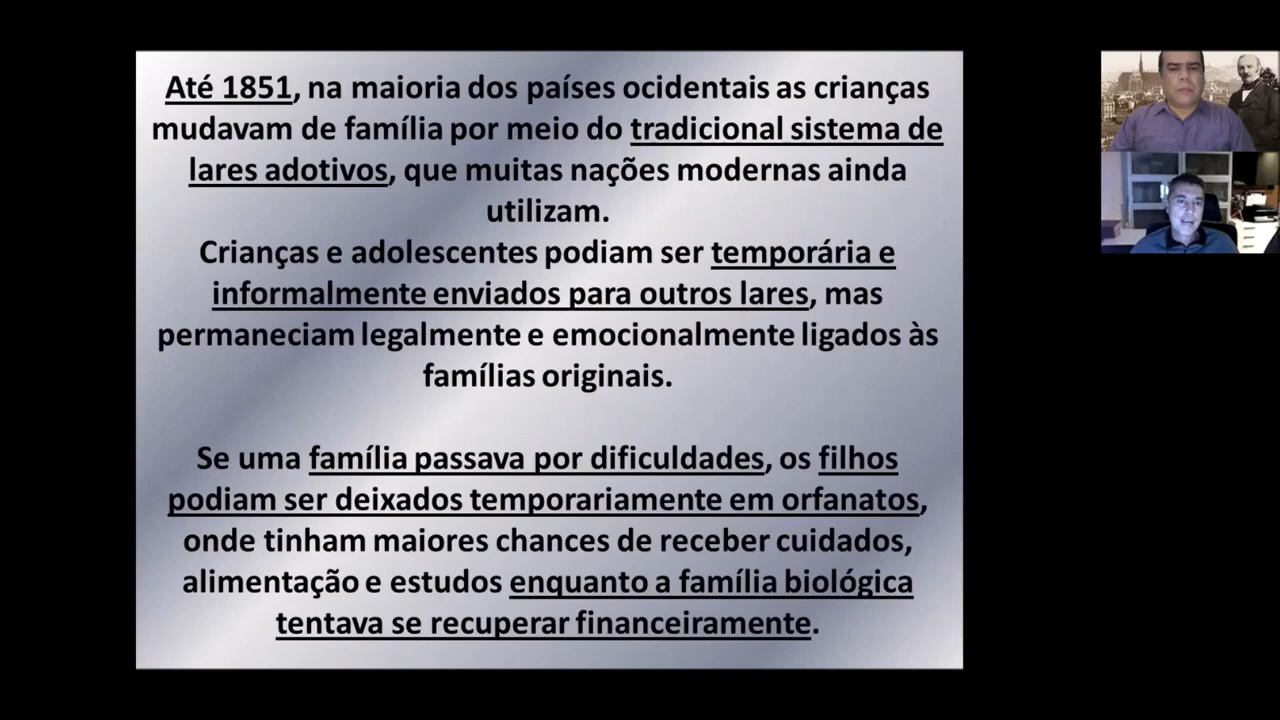 Até 1851, na maioria dos países ocidentais as crianças
mudavam de família por meio do tradicional sistema de
lares adotivos, que muitas nações modernas ainda
utilizam.
Crianças e adolescentes podiam ser temporária e
informalmente enviados para outros lares, mas
permaneciam legalmente e emocionalmente ligados às
famílias originais.
Se uma família passava por dificuldades, os filhos
podiam ser deixados temporariamente em orfanatos,
onde tinham maiores chances de receber cuidados,
alimentação e estudos enquanto a família biológica
tentava se recuperar financeiramente.